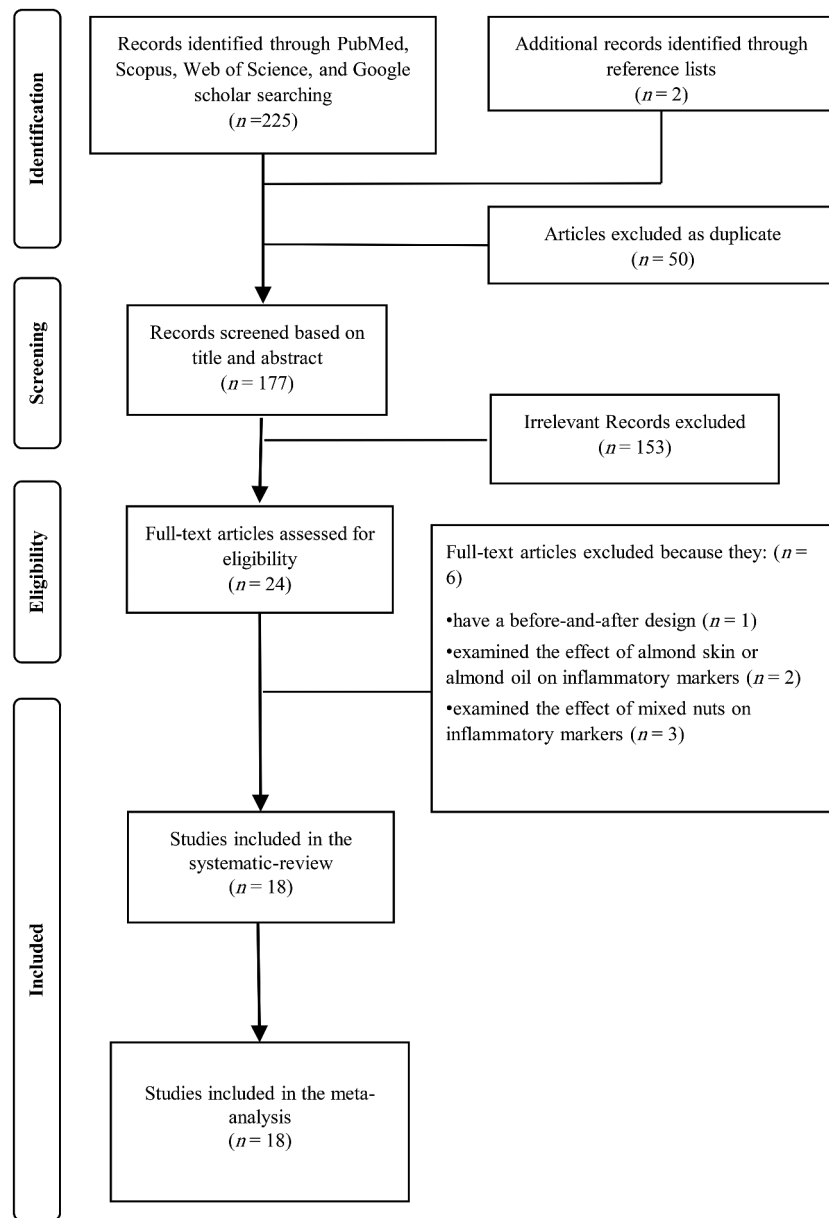 Identification
Records identified through PubMed,
Scopus, Web of Science, and Google
scholar searching
(n =225)
Additional records identified through
reference lists
(n = 2)
Articles excluded as duplicate
(n = 50)
Screening
Records screened based on
title and abstract
(n = 177)
Irrelevant Records excluded
(n = 153)
Eligibility
Full-text articles assessed for
eligibility
(n = 24)
Full-text articles excluded because they: (n =
6)
•have a before-and-after design (n = 1)
•examined the effect of almond skin or
almond oil on inflammatory markers (n = 2)
•examined the effect of mixed nuts on
inflammatory markers (n = 3)
Included
Studies included in the
systematic-review
(n = 18)
Studies included in the meta-
analysis
(n = 18)